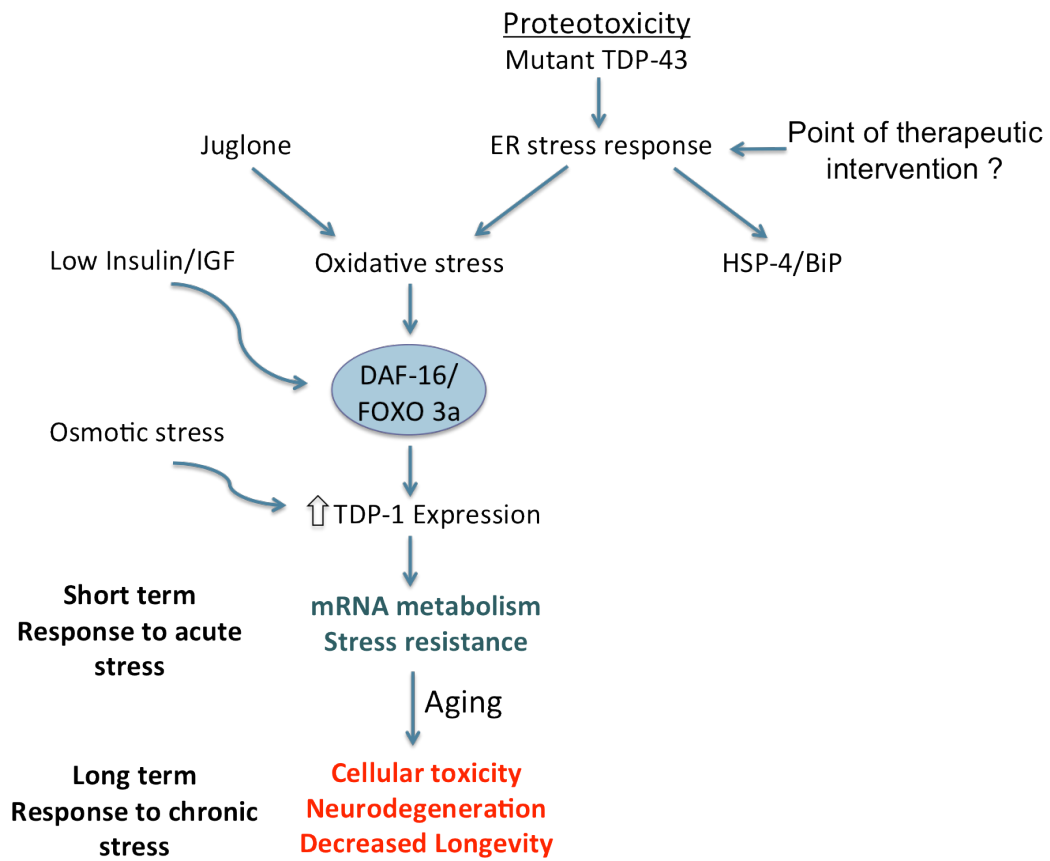 Proteotoxicity
Mutant TDP-43
Juglone
ER stress response
Point of therapeutic
intervention ?
Low Insulin/IGF
Oxidative stress
HSP-4/BiP
DAF-16/
FOXO 3a
Osmotic stress
⇧TDP-1 Expression
Short term
Response to acute
stress
mRNA metabolism
Stress resistance
Aging
Long term
Response to chronic
stress
Cellular toxicity
Neurodegeneration
Decreased Longevity